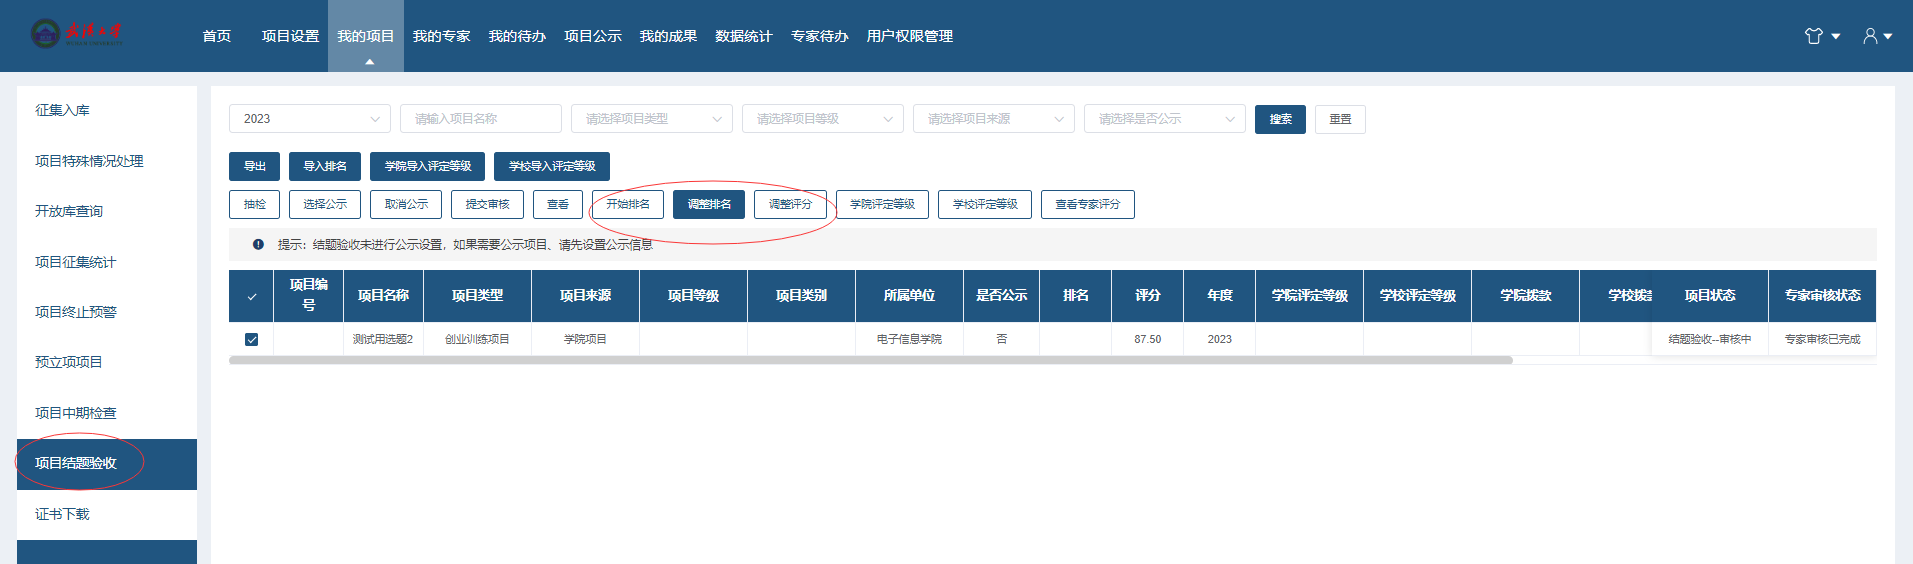 武汉大学
WUHAN UNIVERSITY
首页 项目设置 我的项目 我的专家 我的待办 项目公示 我的成果 数据统计 专家待办 用户权限管理
征集入库
项目特殊情况处理
开放库查询
项目征集统计
项目终止预警
预立项项目
项目中期检查
项目结题验收
证书下载
2023 请输入项目名称 请选择项目类型 请选择项目等级 请选择项目来源 请选择是否公示 搜索 重置
导出 导入排名 学院导入评定等级 学校导入评定等级
抽检 选择公示 取消公示 提交审核 查看 开始排名 调整排名 调整评分 学院评定等级 学校评定等级 查看专家评分
提示：结题验收未进行公示设置，如果需要公示项目、请先设置公示信息
项目编号 项目名称 项目类型 项目来源 项目等级 项目类别 所属单位 是否公示 排名 评分 年度 学院评定等级 学校评定等级 学院拨款 学校拨 项目状态 专家审核状态
测试用选题2 创业训练项目 学院项目 电子信息学院 否 87.50 2023 结题验收--审核中 专家审核已完成